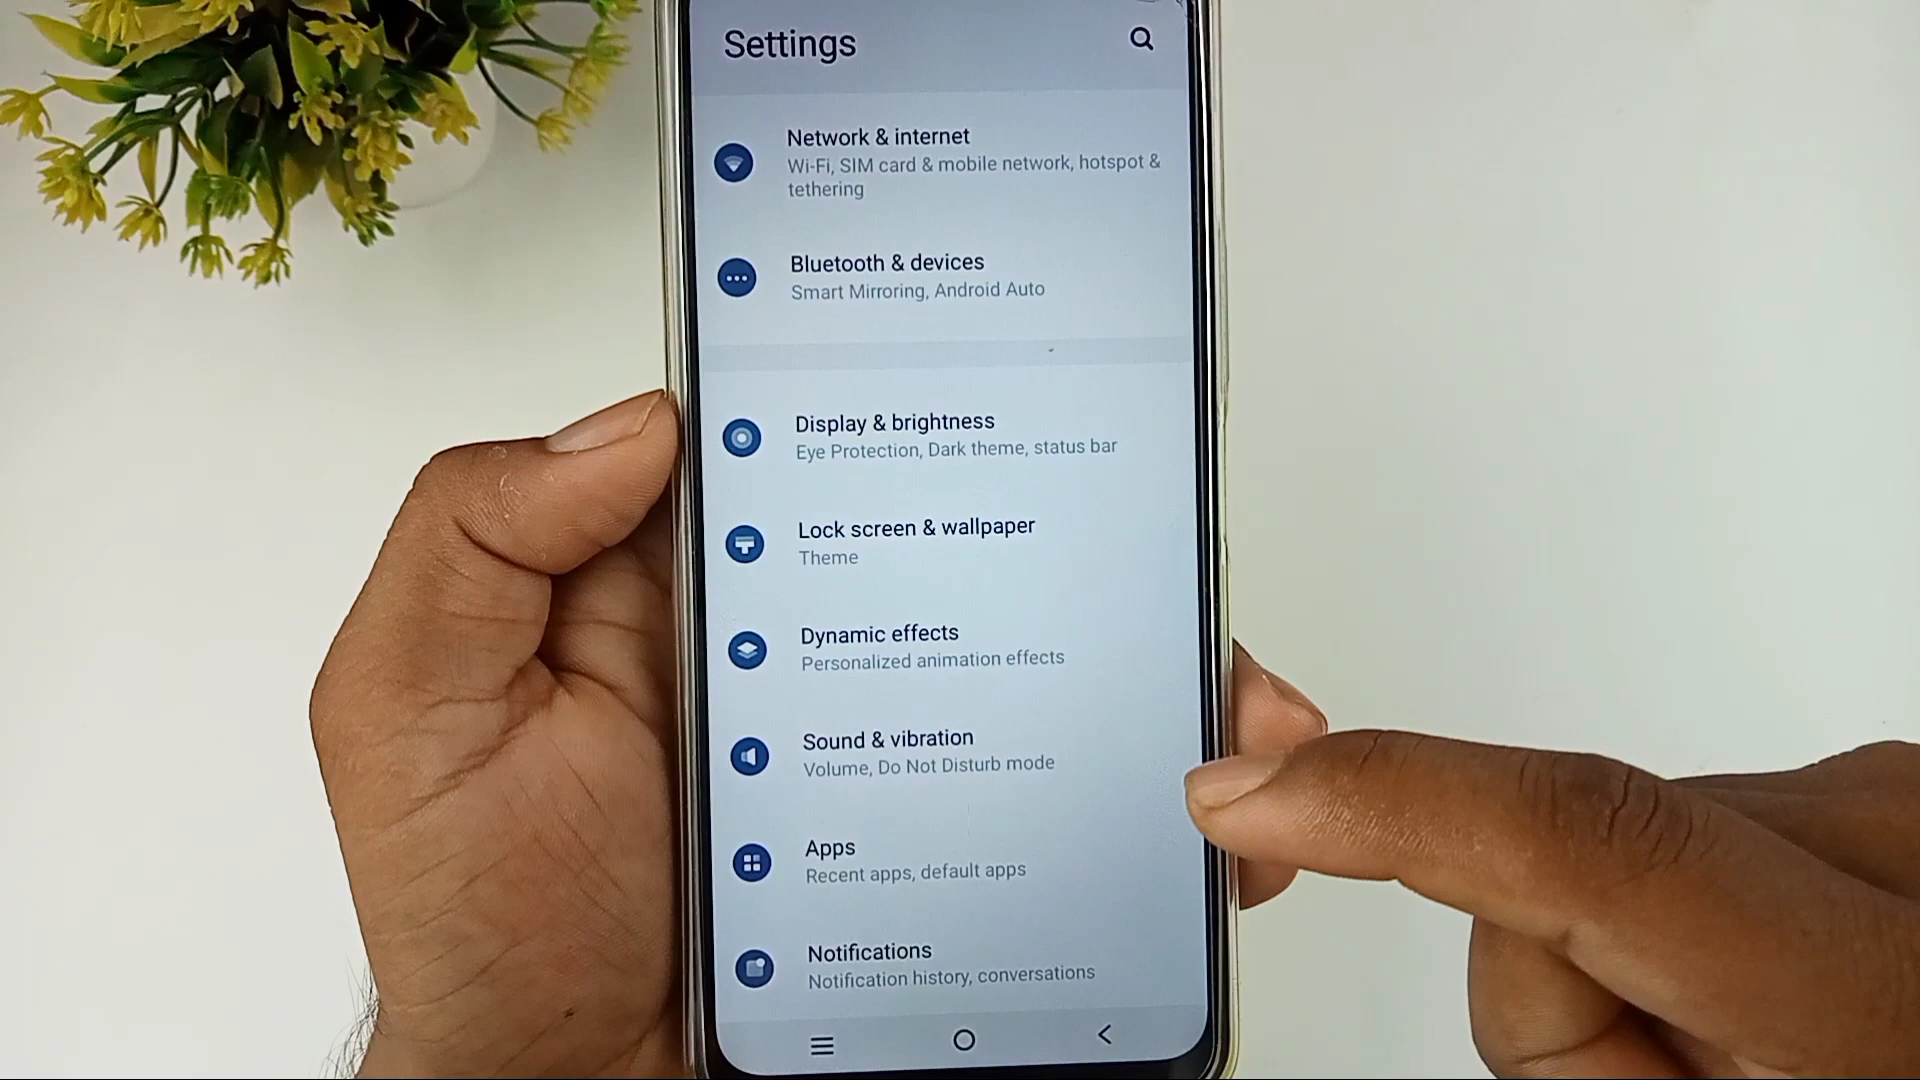 Settings
Network & internet
Wi-Fi, SIM card & mobile network, hotspot &
tethering
Bluetooth & devices
Smart Mirroring, Android Auto
Display & brightness
Eye Protection, Dark theme, status bar
Lock screen & wallpaper
Theme
Dynamic effects
Personalized animation effects
Sound & vibration
Volume, Do Not Disturb mode
Apps
Recent apps, default apps
Notifications
Notification history, conversations